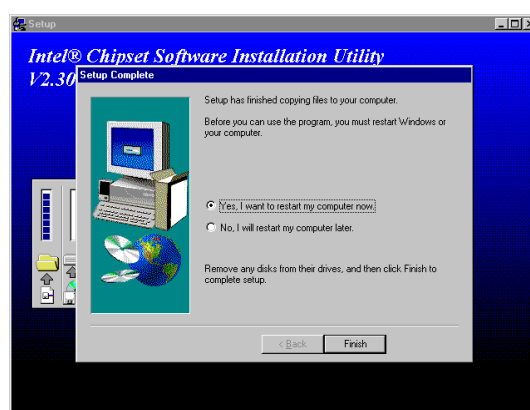 Setup
Intel® Chipset Software Installation Utility
V2.30
Setup Complete
Setup has finished copying files to your computer.
Before you can use the program, you must restart Windows or
your computer.
Yes, I want to restart my computer now.
No, I will restart my computer later.
Remove any disks from their drives, and then click Finish to
complete setup.
< Back
Finish